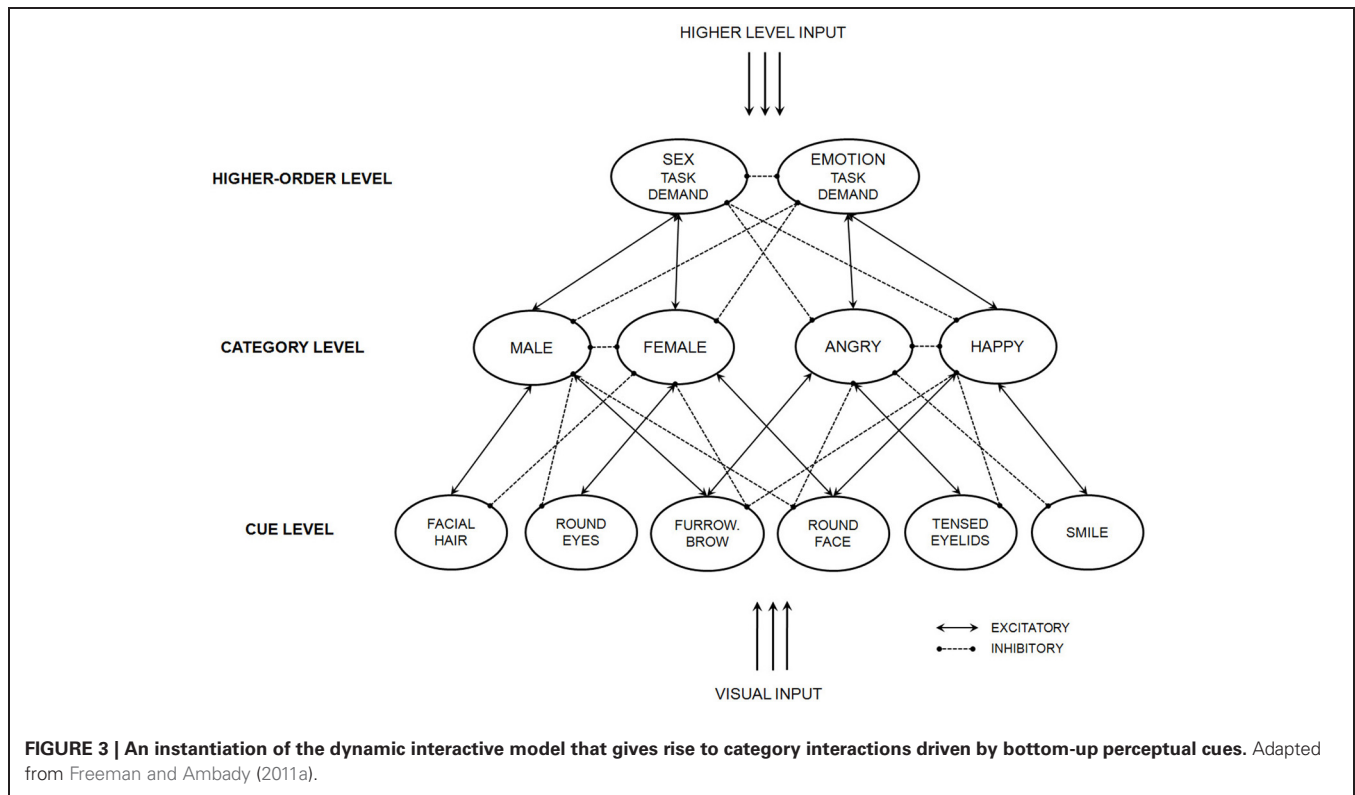 HIGHER LEVEL INPUT
HIGHER-ORDER LEVEL
SEX
TASK
DEMAND
EMOTION
TASK
DEMAND
CATEGORY LEVEL
MALE
FEMALE
ANGRY
HAPPY
CUE LEVEL
FACIAL
HAIR
ROUND
EYES
FURROW.
BROW
ROUND
FACE
TENSED
EYELIDS
SMILE
EXCITATORY
INHIBITORY
VISUAL INPUT
FIGURE 3 | An instantiation of the dynamic interactive model that gives rise to category interactions driven by bottom-up perceptual cues. Adapted
from Freeman and Ambady (2011a).